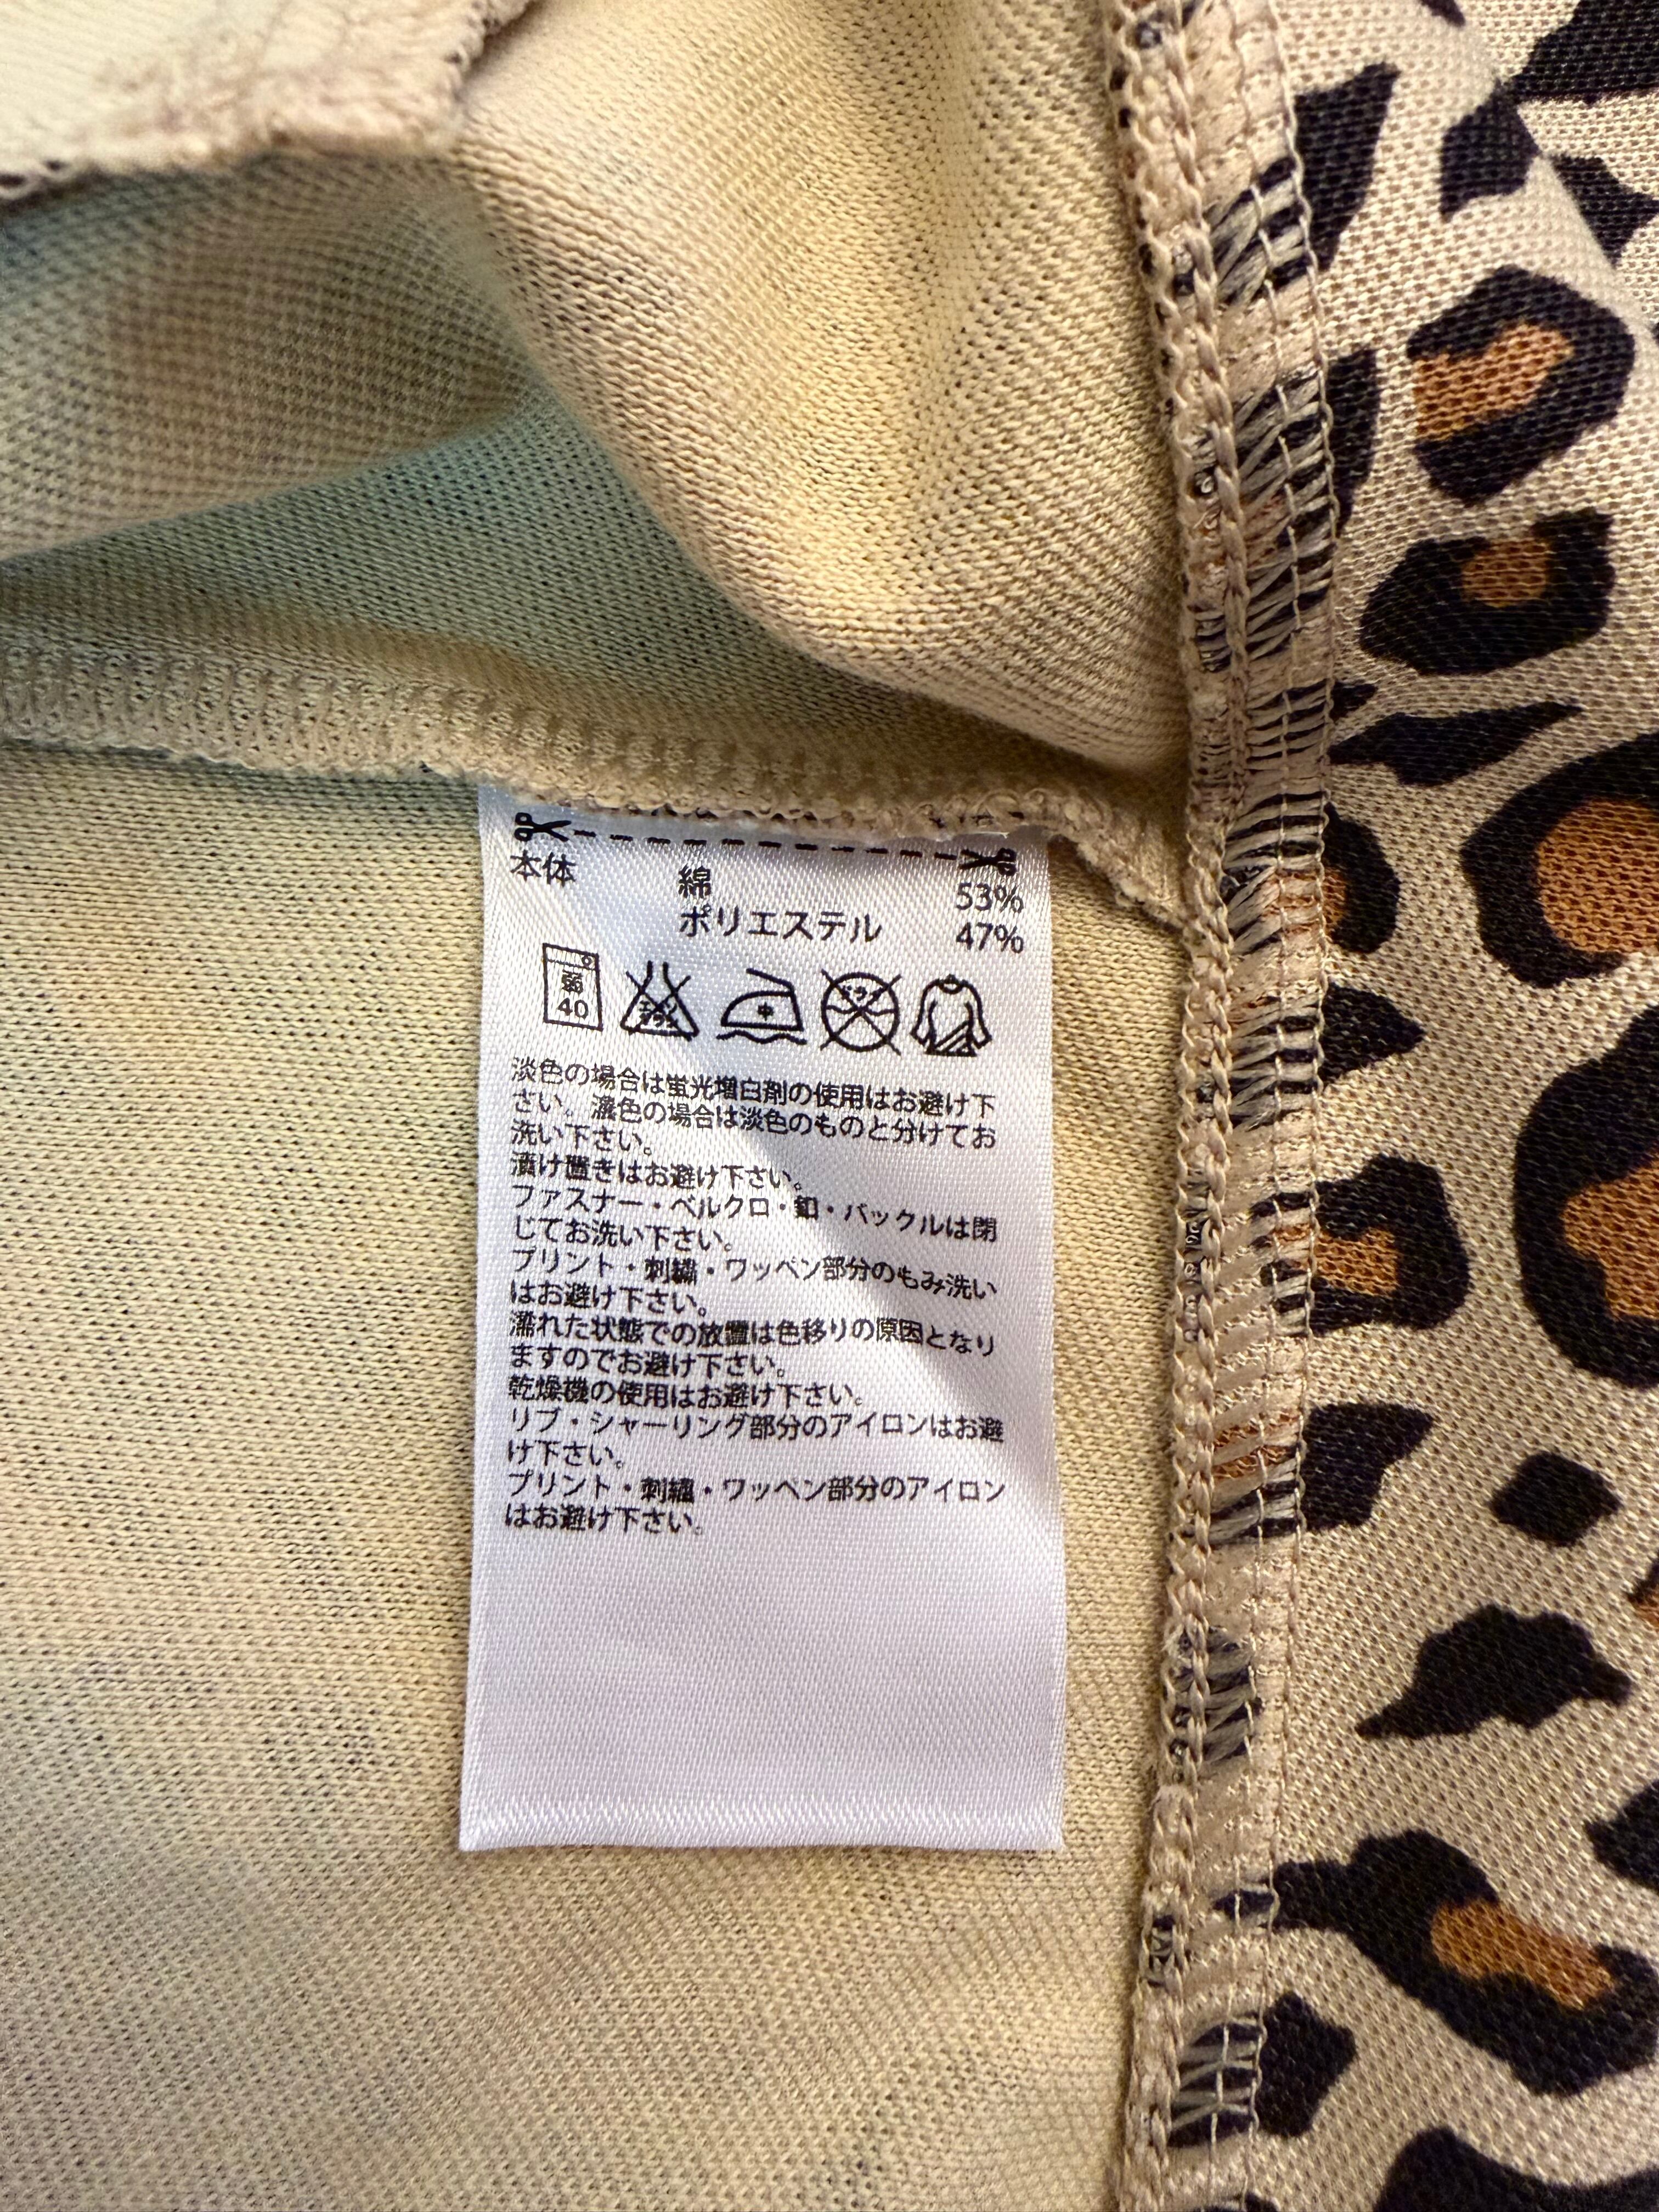 本体 綿 53%
ポリエステル 47%
弱
40
エンソ
サラシ
ドライ
淡色の場合は蛍光増白剤の使用はお避け下
さい。濃色の場合は淡色のものと分けてお
洗い下さい。
漬け置きはお避け下さい。
ファスナー・ベルクロ・釦・バックルは閉
じてお洗い下さい。
プリント・刺繍・ワッペン部分のもみ洗い
はお避け下さい。
濡れた状態での放置は色移りの原因となり
ますのでお避け下さい。
乾燥機の使用はお避け下さい。
リブ・シャーリング部分のアイロンはお避
け下さい。
プリント・刺繍・ワッペン部分のアイロン
はお避け下さい。